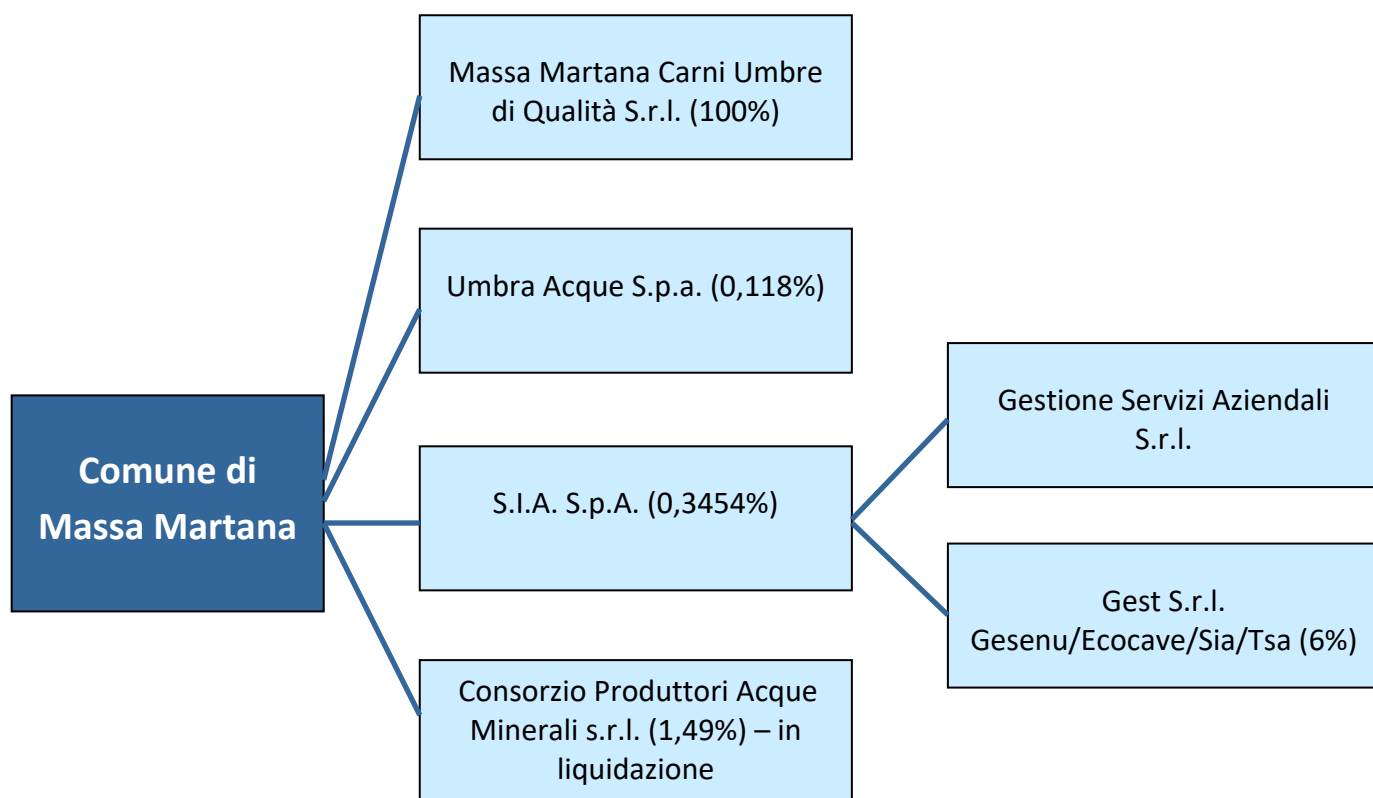 Massa Martana Carni Umbre
di Qualità S.r.l. (100%)
Umbra Acque S.p.a. (0,118%)
Gestione Servizi Aziendali
S.r.l.
Comune di
Massa Martana
S.I.A. S.p.A. (0,3454%)
Gest S.r.l.
Gesenu/Ecocave/Sia/Tsa (6%)
Consorzio Produttori Acque
Minerali s.r.l. (1,49%) – in
liquidazione